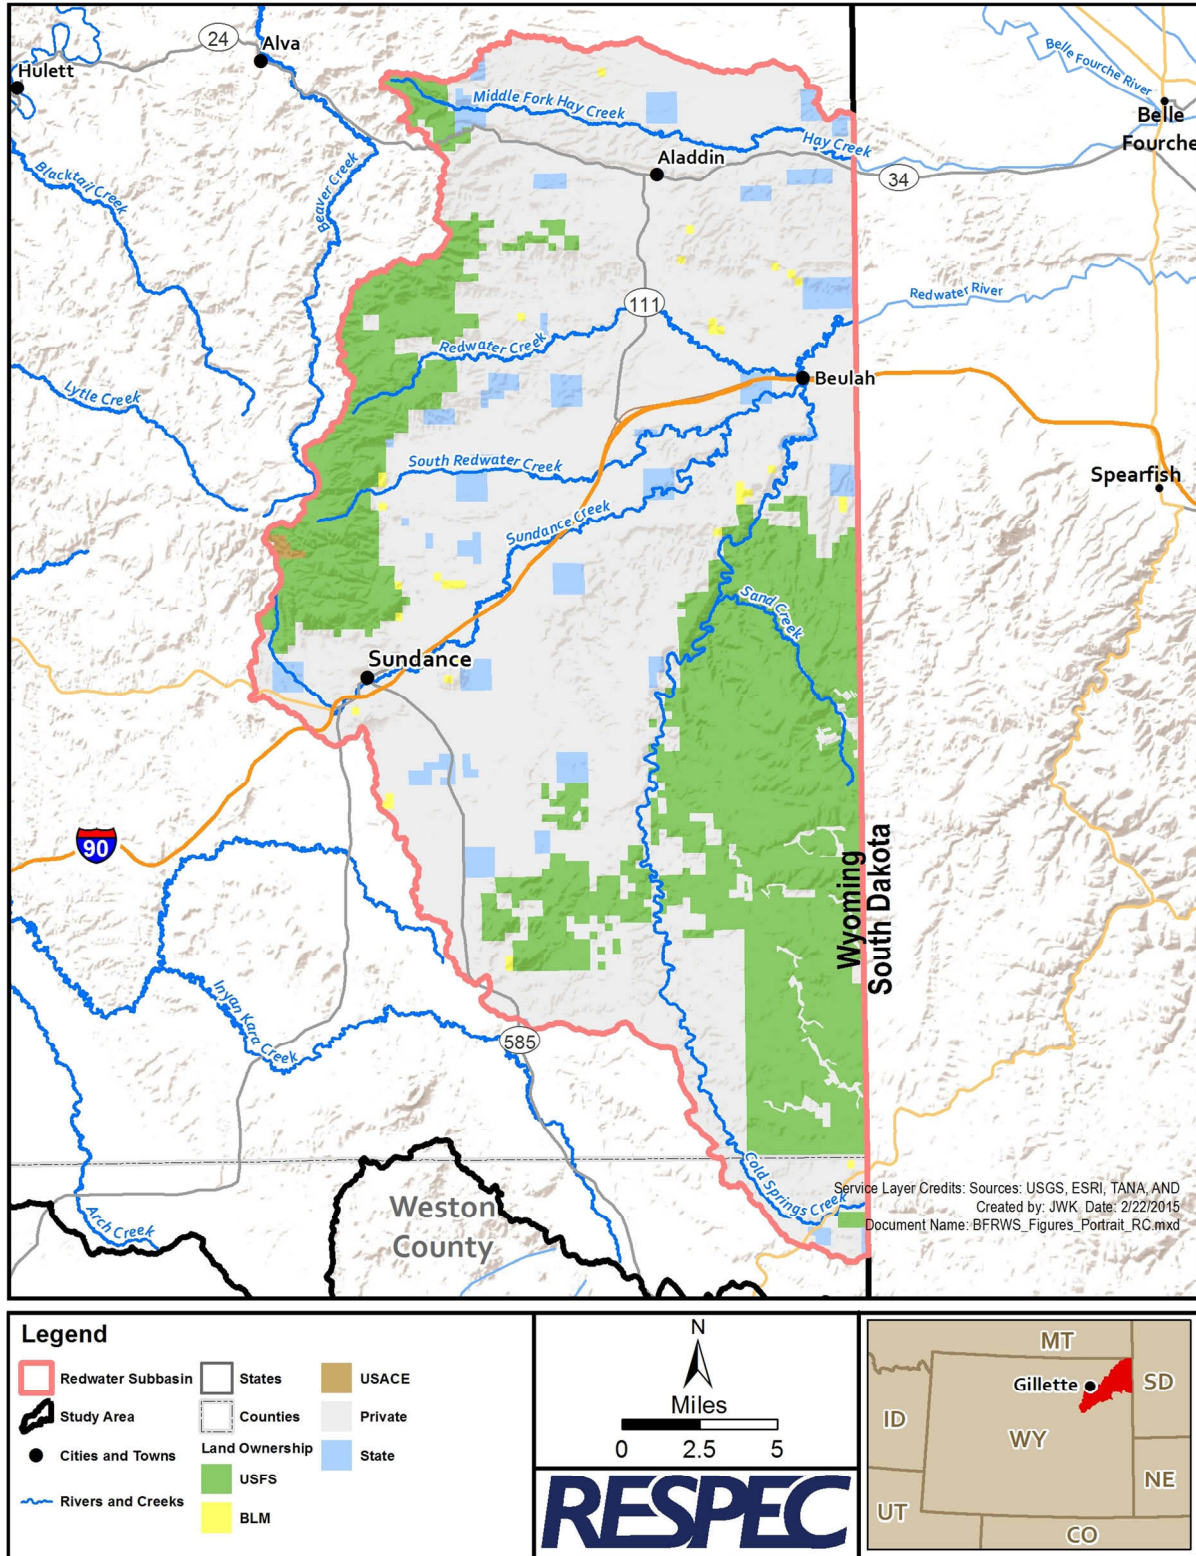 24
Alva
Hulett
Belle Fourche River
Middle Fork Hay Creek
Belle
Fourche
Hay Creek
Aladdin
34
Blacktail Creek
Beaver Creek
Redwater River
111
Redwater Creek
Beulah
Lytle Creek
South Redwater Creek
Spearfish
Sundance Creek
Sand Creek
Sundance
90
Wyoming
South Dakota
Inyan Kara Creek
585
Cold Springs Creek
Weston
County
Arch Creek
Service Layer Credits: Sources: USGS, ESRI, TANA, AND
Created by: JWK Date: 2/22/2015
Document Name: BFRWS_Figures_Portrait_RC.mxd
Legend
Redwater Subbasin
Study Area
Cities and Towns
Rivers and Creeks
States
Counties
Land Ownership
USFS
BLM
USACE
Private
State
N
Miles
0 2.5 5
RESPEC
MT
Gillette
SD
ID
WY
NE
UT
CO